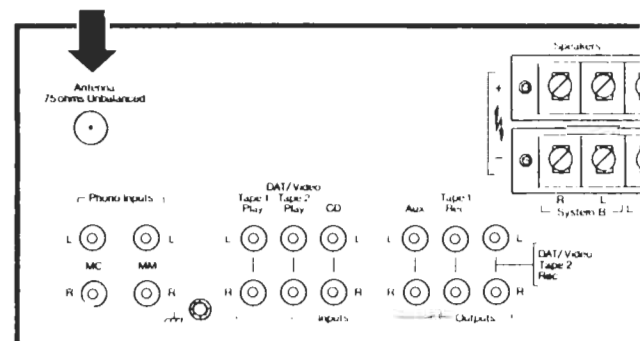 Speakers
Antenna
75 ohms Unbalanced
+
−
R L
System B L
Phono Inputs
DAT/Video
Tape 1 Tape 2
Play Play CD
Aux Tape 1
Rec
L L L L L L
MC MM
DAT/Video
Tape 2
Rec
R R R R R R
Inputs Outputs